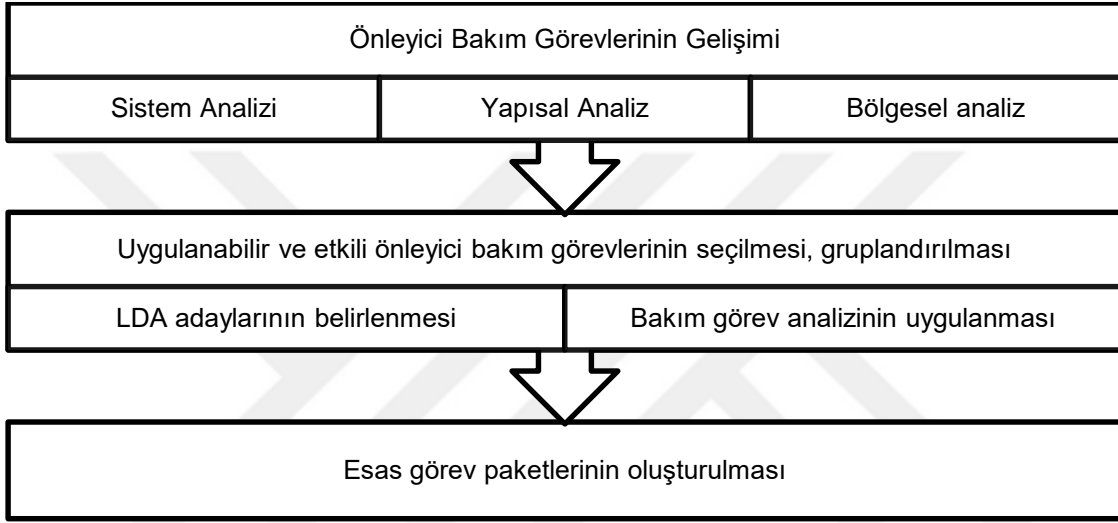 Önleyici Bakım Görevlerinin Gelişimi
Sistem Analizi
Yapısal Analiz
Bölgesel analiz
Uygulanabilir ve etkili önleyici bakım görevlerinin seçilmesi, gruplandırılması
LDA adaylarının belirlenmesi
Bakım görev analizinin uygulanması
Esas görev paketlerinin oluşturulması